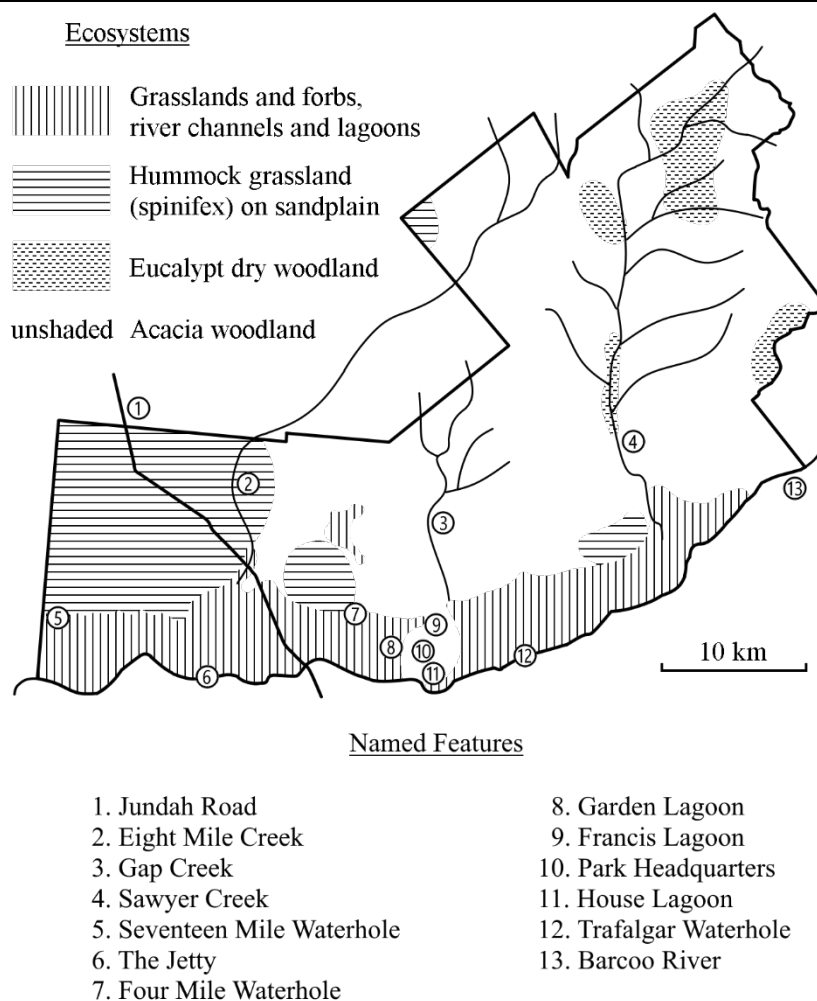 Ecosystems
Grasslands and forbs,
river channels and lagoons
Hummock grassland
(spinifex) on sandplain
Eucalypt dry woodland
unshaded Acacia woodland
1
2
3
4
5
6
7
8
9
10
11
12
13
10 km
Named Features
1. Jundah Road
2. Eight Mile Creek
3. Gap Creek
4. Sawyer Creek
5. Seventeen Mile Waterhole
6. The Jetty
7. Four Mile Waterhole
8. Garden Lagoon
9. Francis Lagoon
10. Park Headquarters
11. House Lagoon
12. Trafalgar Waterhole
13. Barcoo River